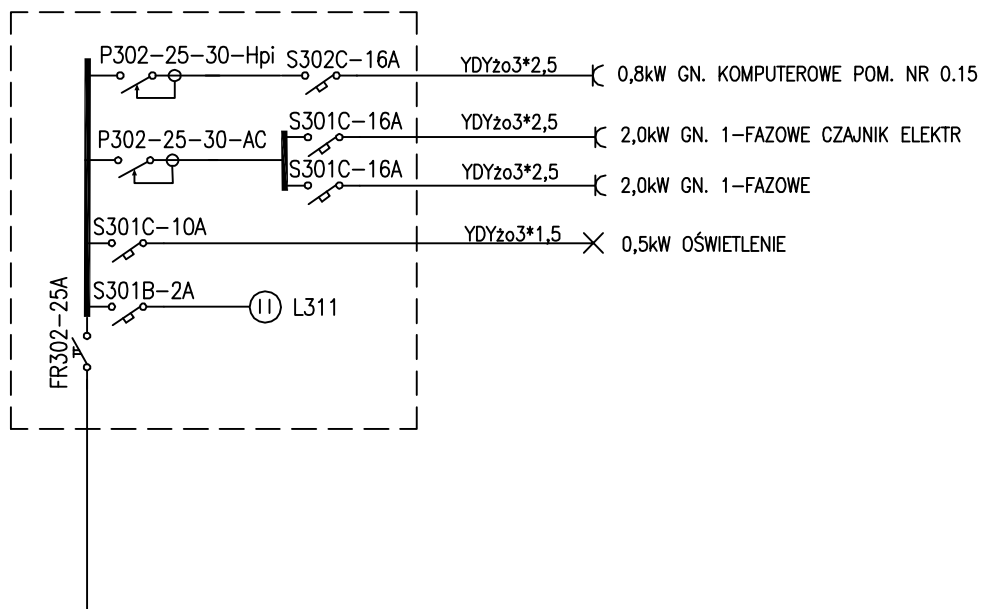 P302-25-30-Hpi
S302C-16A
YDYżo3*2,5
0,8kW GN. KOMPUTEROWE POM. NR 0.15
S301C-16A
YDYżo3*2,5
2,0kW GN. 1-FAZOWE CZAJNIK ELEKTR
P302-25-30-AC
S301C-16A
YDYżo3*2,5
2,0kW GN. 1-FAZOWE
S301C-10A
YDYżo3*1,5
0,5kW OŚWIETLENIE
S301B-2A
L311
FR302-25A